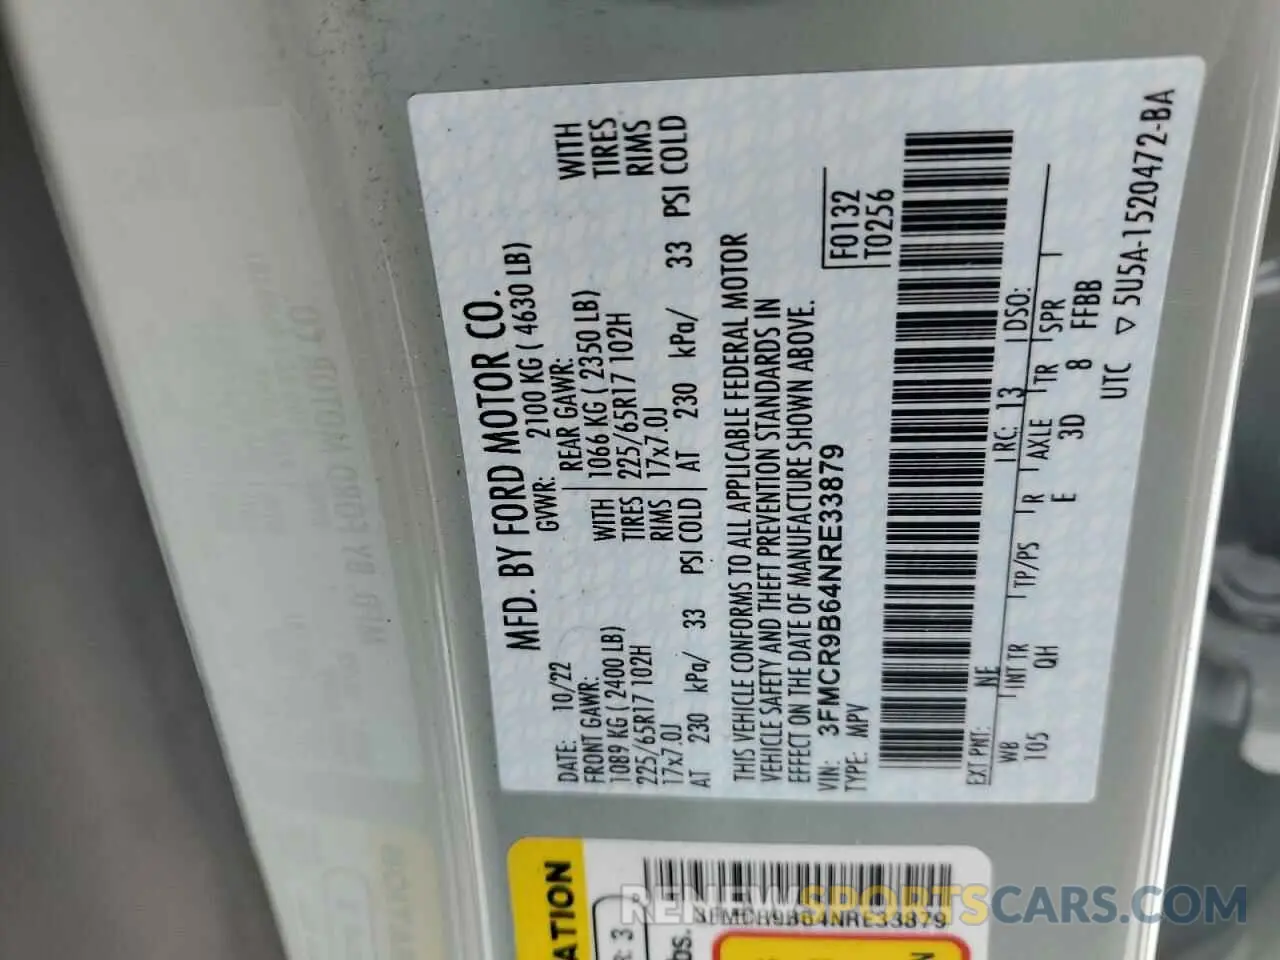 MFD. BY FORD MOTOR CO.
DATE: 10/22 GVWR: 2100 KG ( 4630 LB)
FRONT GAWR: REAR GAWR:
1089 KG ( 2400 LB) WITH 1066 KG ( 2350 LB) WITH
225/65R17 102H TIRES 225/65R17 102H TIRES
17x7.0J RIMS 17x7.0J RIMS
AT 230 kPa/ 33 PSI COLD AT 230 kPa/ 33 PSI COLD
THIS VEHICLE CONFORMS TO ALL APPLICABLE FEDERAL MOTOR
VEHICLE SAFETY AND THEFT PREVENTION STANDARDS IN
EFFECT ON THE DATE OF MANUFACTURE SHOWN ABOVE.
VIN: 3FMCR9B64NRE33879 F0132
TYPE: MPV T0256
EXT PNT: NE RC: 13 DSO:
WB INT TR TP/PS R AXLE TR SPR
105 QH E 3D 8 FFBB
UTC ▽ 5U5A-1520472-BA
ATION
3FMCR9B64NRE33879
RENEWSPORTSCARS.COM